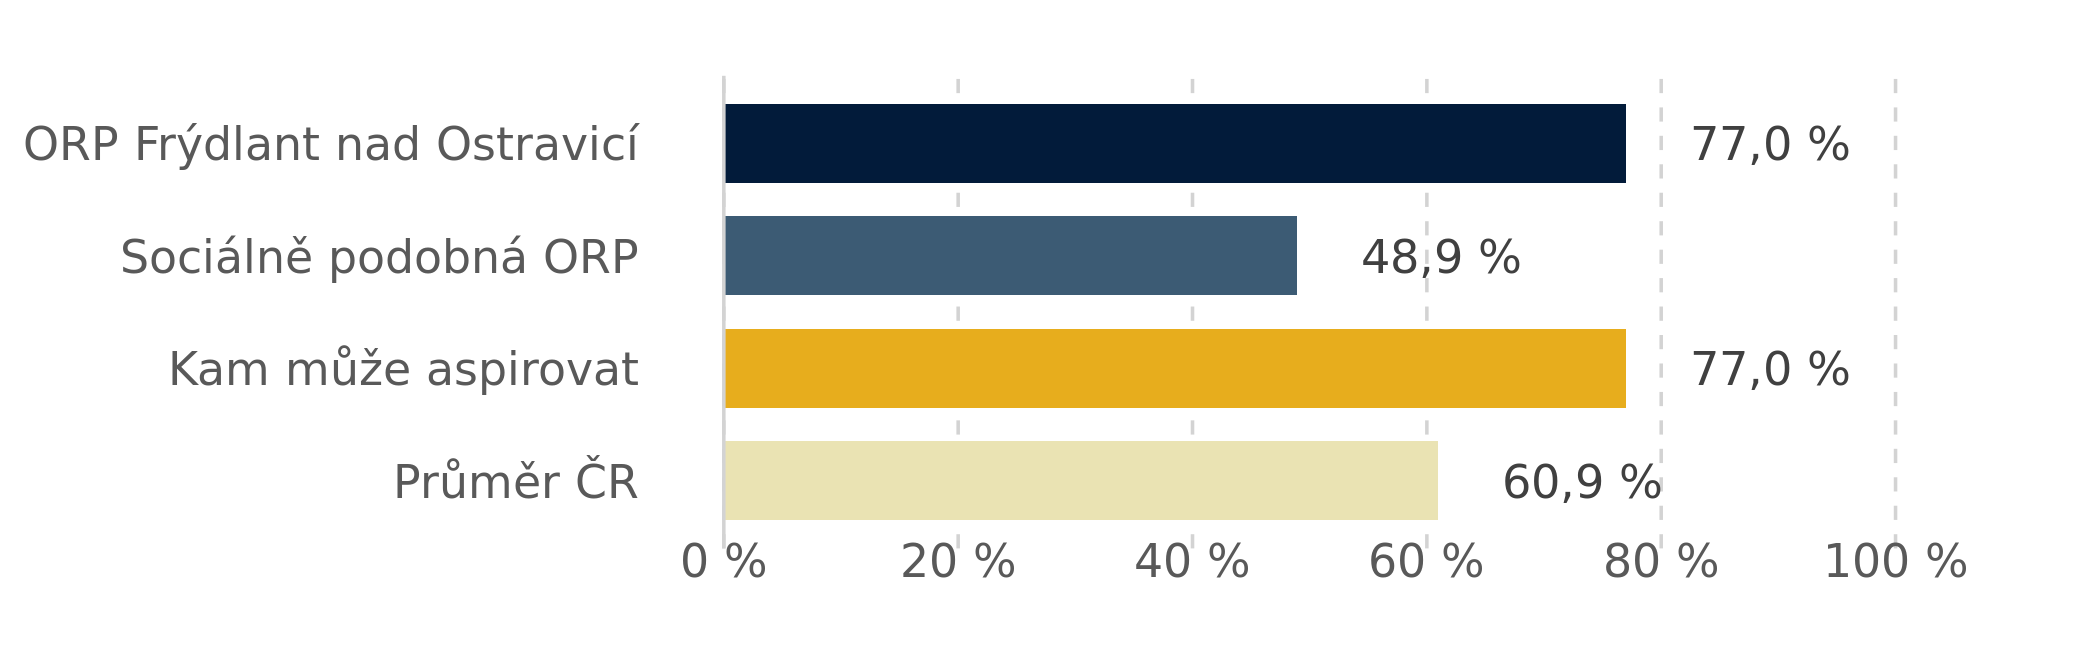 ORP Frýdlant nad Ostravicí 77,0 %
Sociálně podobná ORP 48,9 %
Kam může aspirovat 77,0 %
Průměr ČR 60,9 %
0 % 20 % 40 % 60 % 80 % 100 %